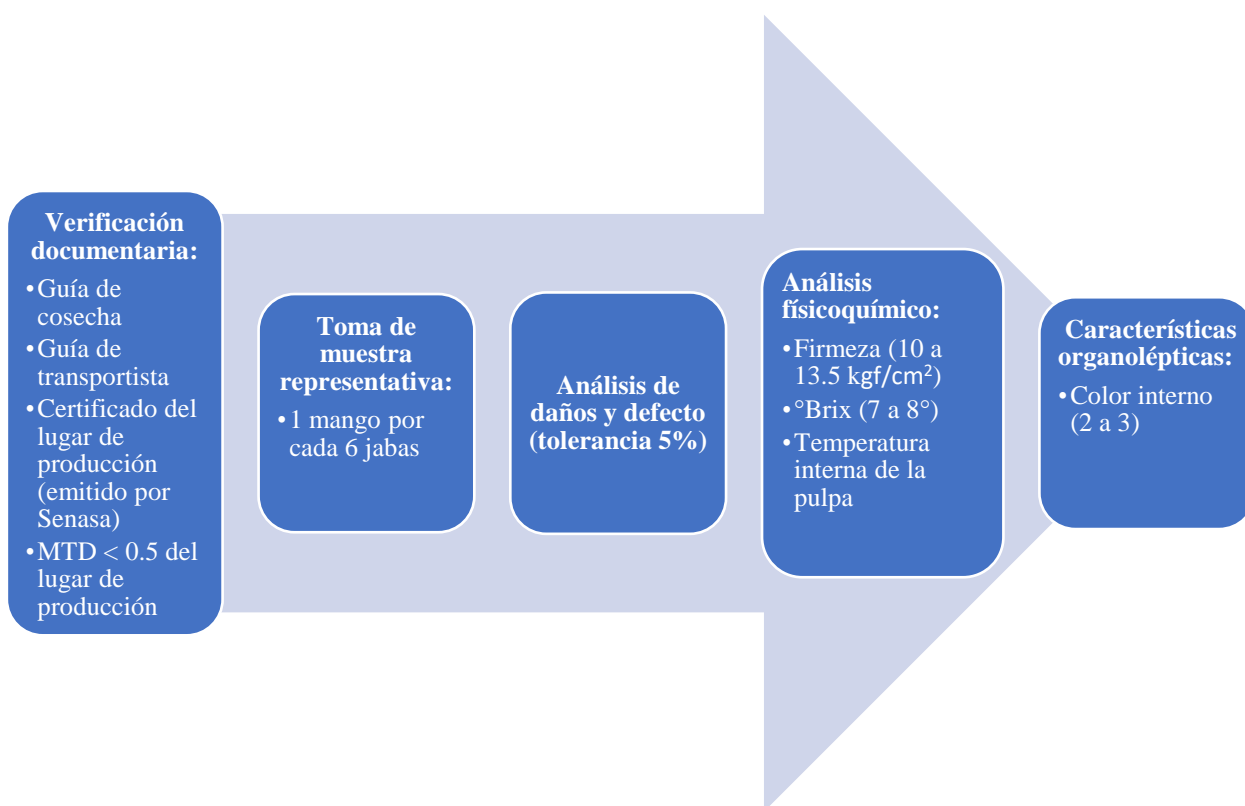 Verificación
documentaria:
•Guía de
cosecha
•Guía de
transportista
•Certificado del
lugar de
producción
(emitido por
Senasa)
•MTD < 0.5 del
lugar de
producción
Toma de
muestra
representativa:
•1 mango por
cada 6 jabas
Análisis de
daños y defecto
(tolerancia 5%)
Análisis
físicoquímico:
•Firmeza (10 a
13.5 kgf/cm²)
•°Brix (7 a 8°)
•Temperatura
interna de la
pulpa
Características
organolépticas:
•Color interno
(2 a 3)